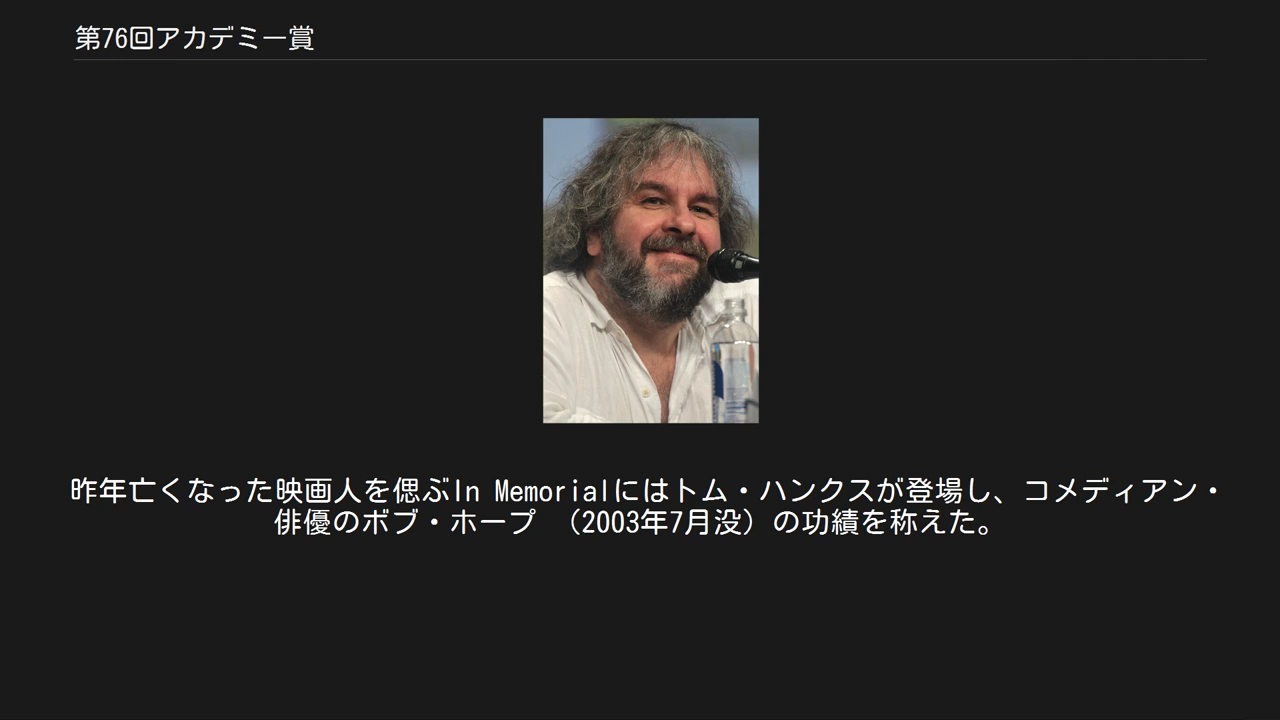 第76回アカデミー賞
昨年亡くなった映画人を偲ぶIn Memorialにはトム・ハンクスが登場し、コメディアン・
俳優のボブ・ホープ （2003年7月没）の功績を称えた。